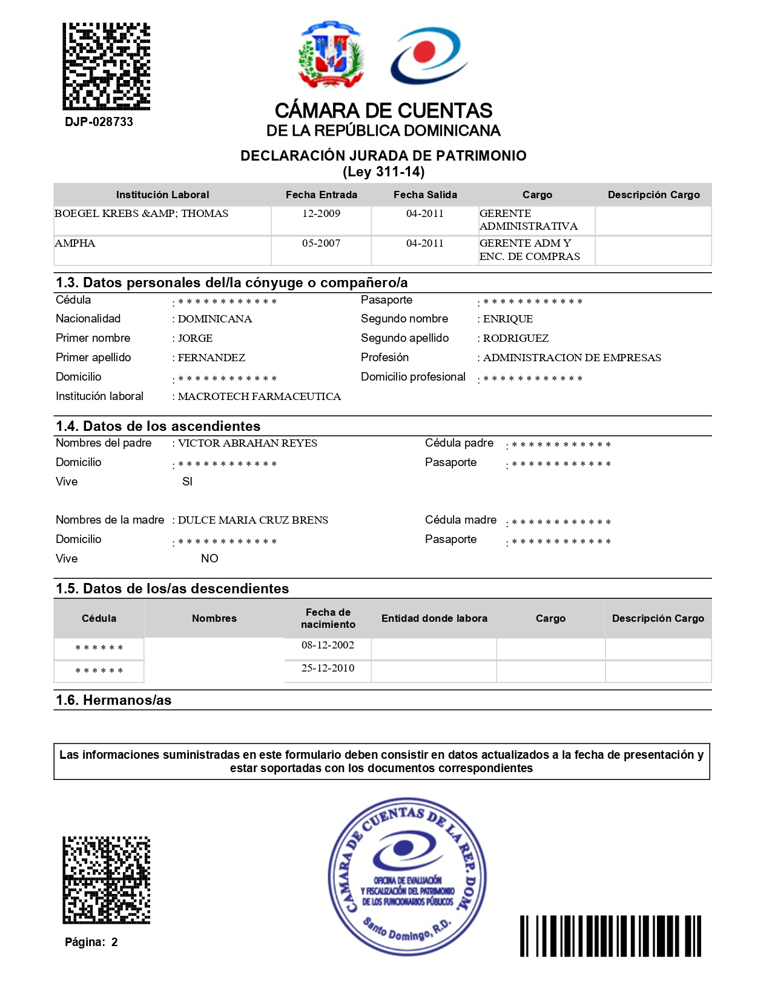 DJP-028733
CÁMARA DE CUENTAS
DE LA REPÚBLICA DOMINICANA
DECLARACIÓN JURADA DE PATRIMONIO
(Ley 311-14)
Institución Laboral Fecha Entrada Fecha Salida Cargo Descripción Cargo
BOEGEL KREBS &AMP; THOMAS 12-2009 04-2011 GERENTE
ADMINISTRATIVA
AMPHA 05-2007 04-2011 GERENTE ADM Y
ENC. DE COMPRAS
1.3. Datos personales del/la cónyuge o compañero/a
Cédula : * * * * * * * * * * * * Pasaporte : * * * * * * * * * * * *
Nacionalidad : DOMINICANA Segundo nombre : ENRIQUE
Primer nombre : JORGE Segundo apellido : RODRIGUEZ
Primer apellido : FERNANDEZ Profesión : ADMINISTRACION DE EMPRESAS
Domicilio : * * * * * * * * * * * * Domicilio profesional : * * * * * * * * * * * *
Institución laboral : MACROTECH FARMACEUTICA
1.4. Datos de los ascendientes
Nombres del padre : VICTOR ABRAHAN REYES Cédula padre : * * * * * * * * * * * *
Domicilio : * * * * * * * * * * * * Pasaporte : * * * * * * * * * * * *
Vive SI
Nombres de la madre : DULCE MARIA CRUZ BRENS Cédula madre : * * * * * * * * * * * *
Domicilio : * * * * * * * * * * * * Pasaporte : * * * * * * * * * * * *
Vive NO
1.5. Datos de los/as descendientes
Cédula Nombres Fecha de nacimiento Entidad donde labora Cargo Descripción Cargo
* * * * * * 08-12-2002
* * * * * * 25-12-2010
1.6. Hermanos/as
Las informaciones suministradas en este formulario deben consistir en datos actualizados a la fecha de presentación y
estar soportadas con los documentos correspondientes
CAMARA DE CUENTAS DE LA REP. DOM.
OFICINA DE EVALUACIÓN
Y FISCALIZACIÓN DEL PATRIMONIO
DE LOS FUNCIONARIOS PÚBLICOS
Santo Domingo, R.D.
Página: 2